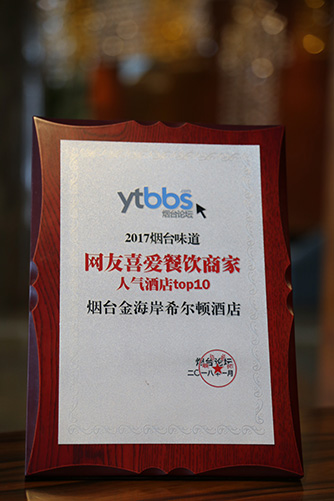 ytbbs
烟台论坛
2017烟台味道
网友喜爱餐饮商家
人气酒店top10
烟台金海岸希尔顿酒店
烟台论坛
二〇一八年一月